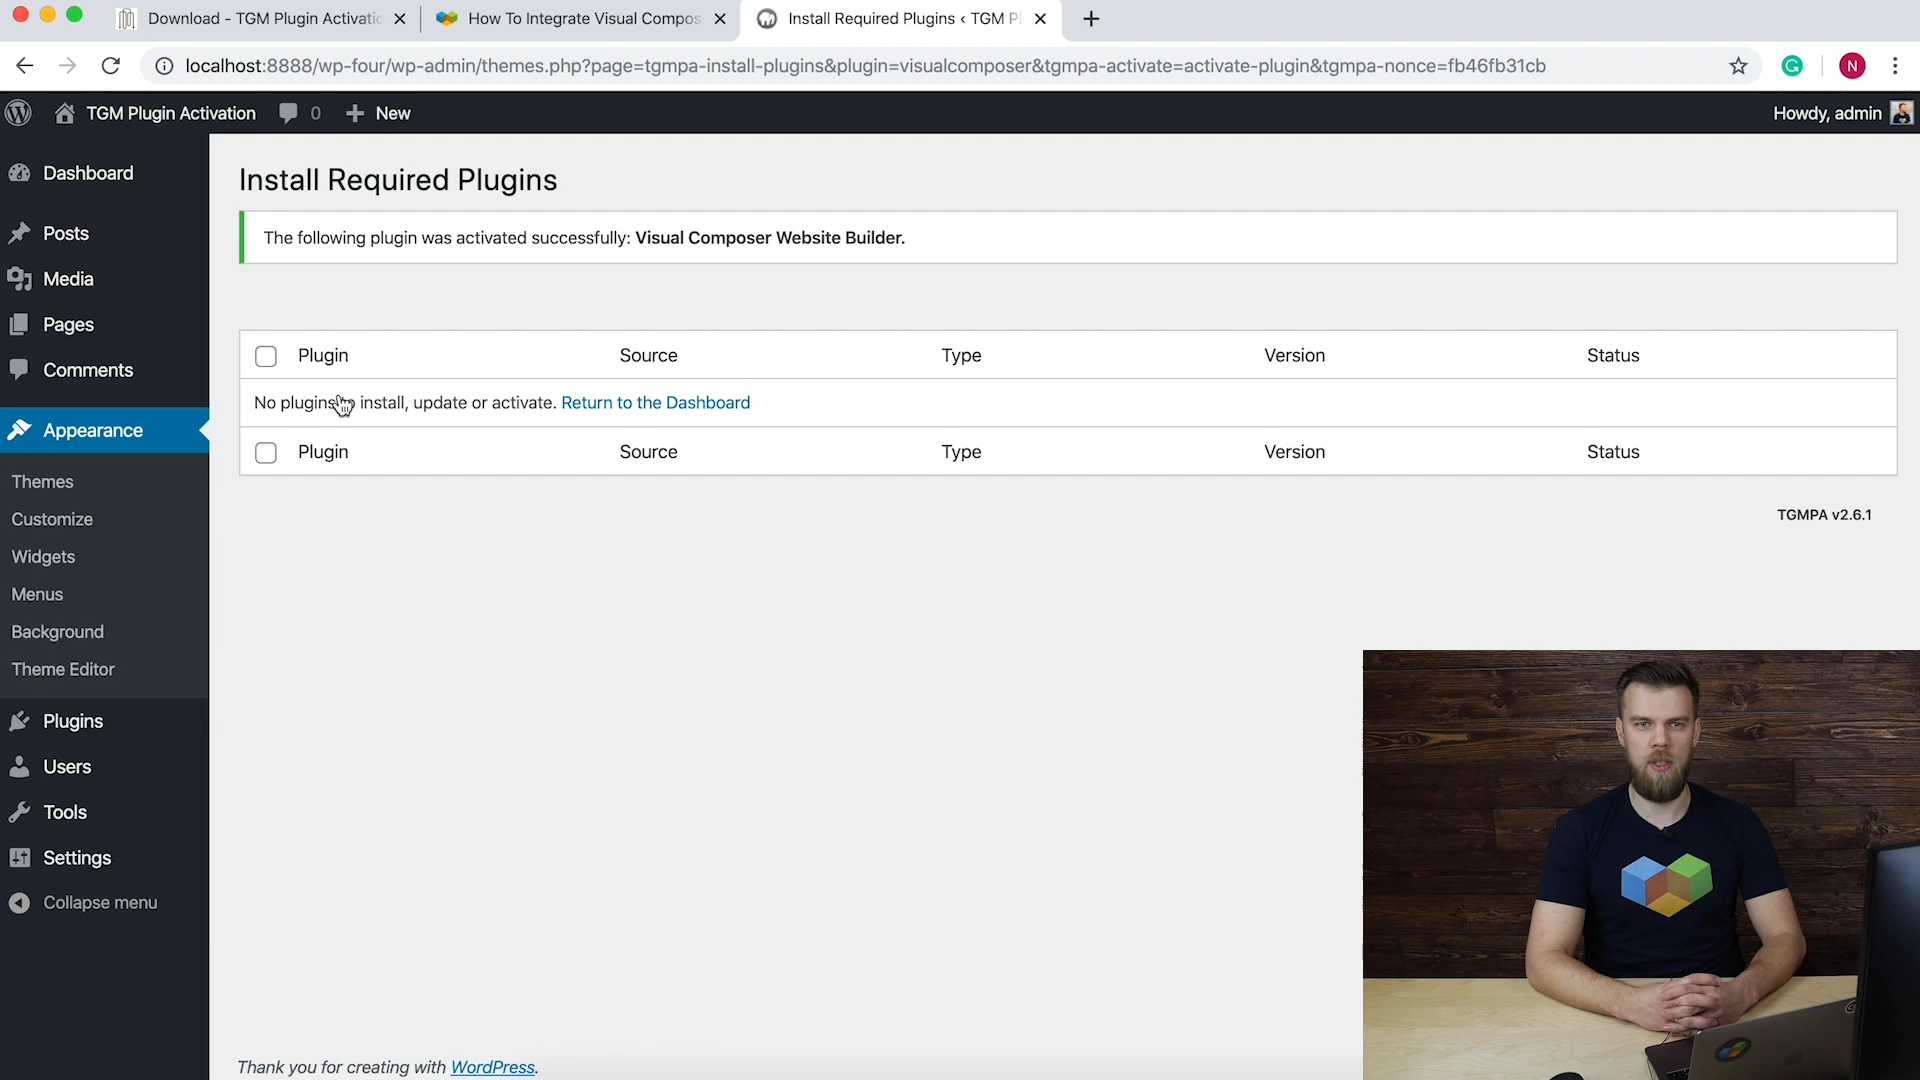 Download - TGM Plugin Activati
How To Integrate Visual Compos
Install Required Plugins ‹ TGM P
localhost:8888/wp-four/wp-admin/themes.php?page=tgmpa-install-plugins&plugin=visualcomposer&tgmpa-activate=activate-plugin&tgmpa-nonce=fb46fb31cb
N
TGM Plugin Activation
0
New
Howdy, admin
Dashboard
Posts
Media
Pages
Comments
Appearance
Themes
Customize
Widgets
Menus
Background
Theme Editor
Plugins
Users
Tools
Settings
Collapse menu
Install Required Plugins
The following plugin was activated successfully: Visual Composer Website Builder.
Plugin Source Type Version Status
No plugins install, update or activate. Return to the Dashboard
Plugin Source Type Version Status
TGMPA v2.6.1
Thank you for creating with WordPress.